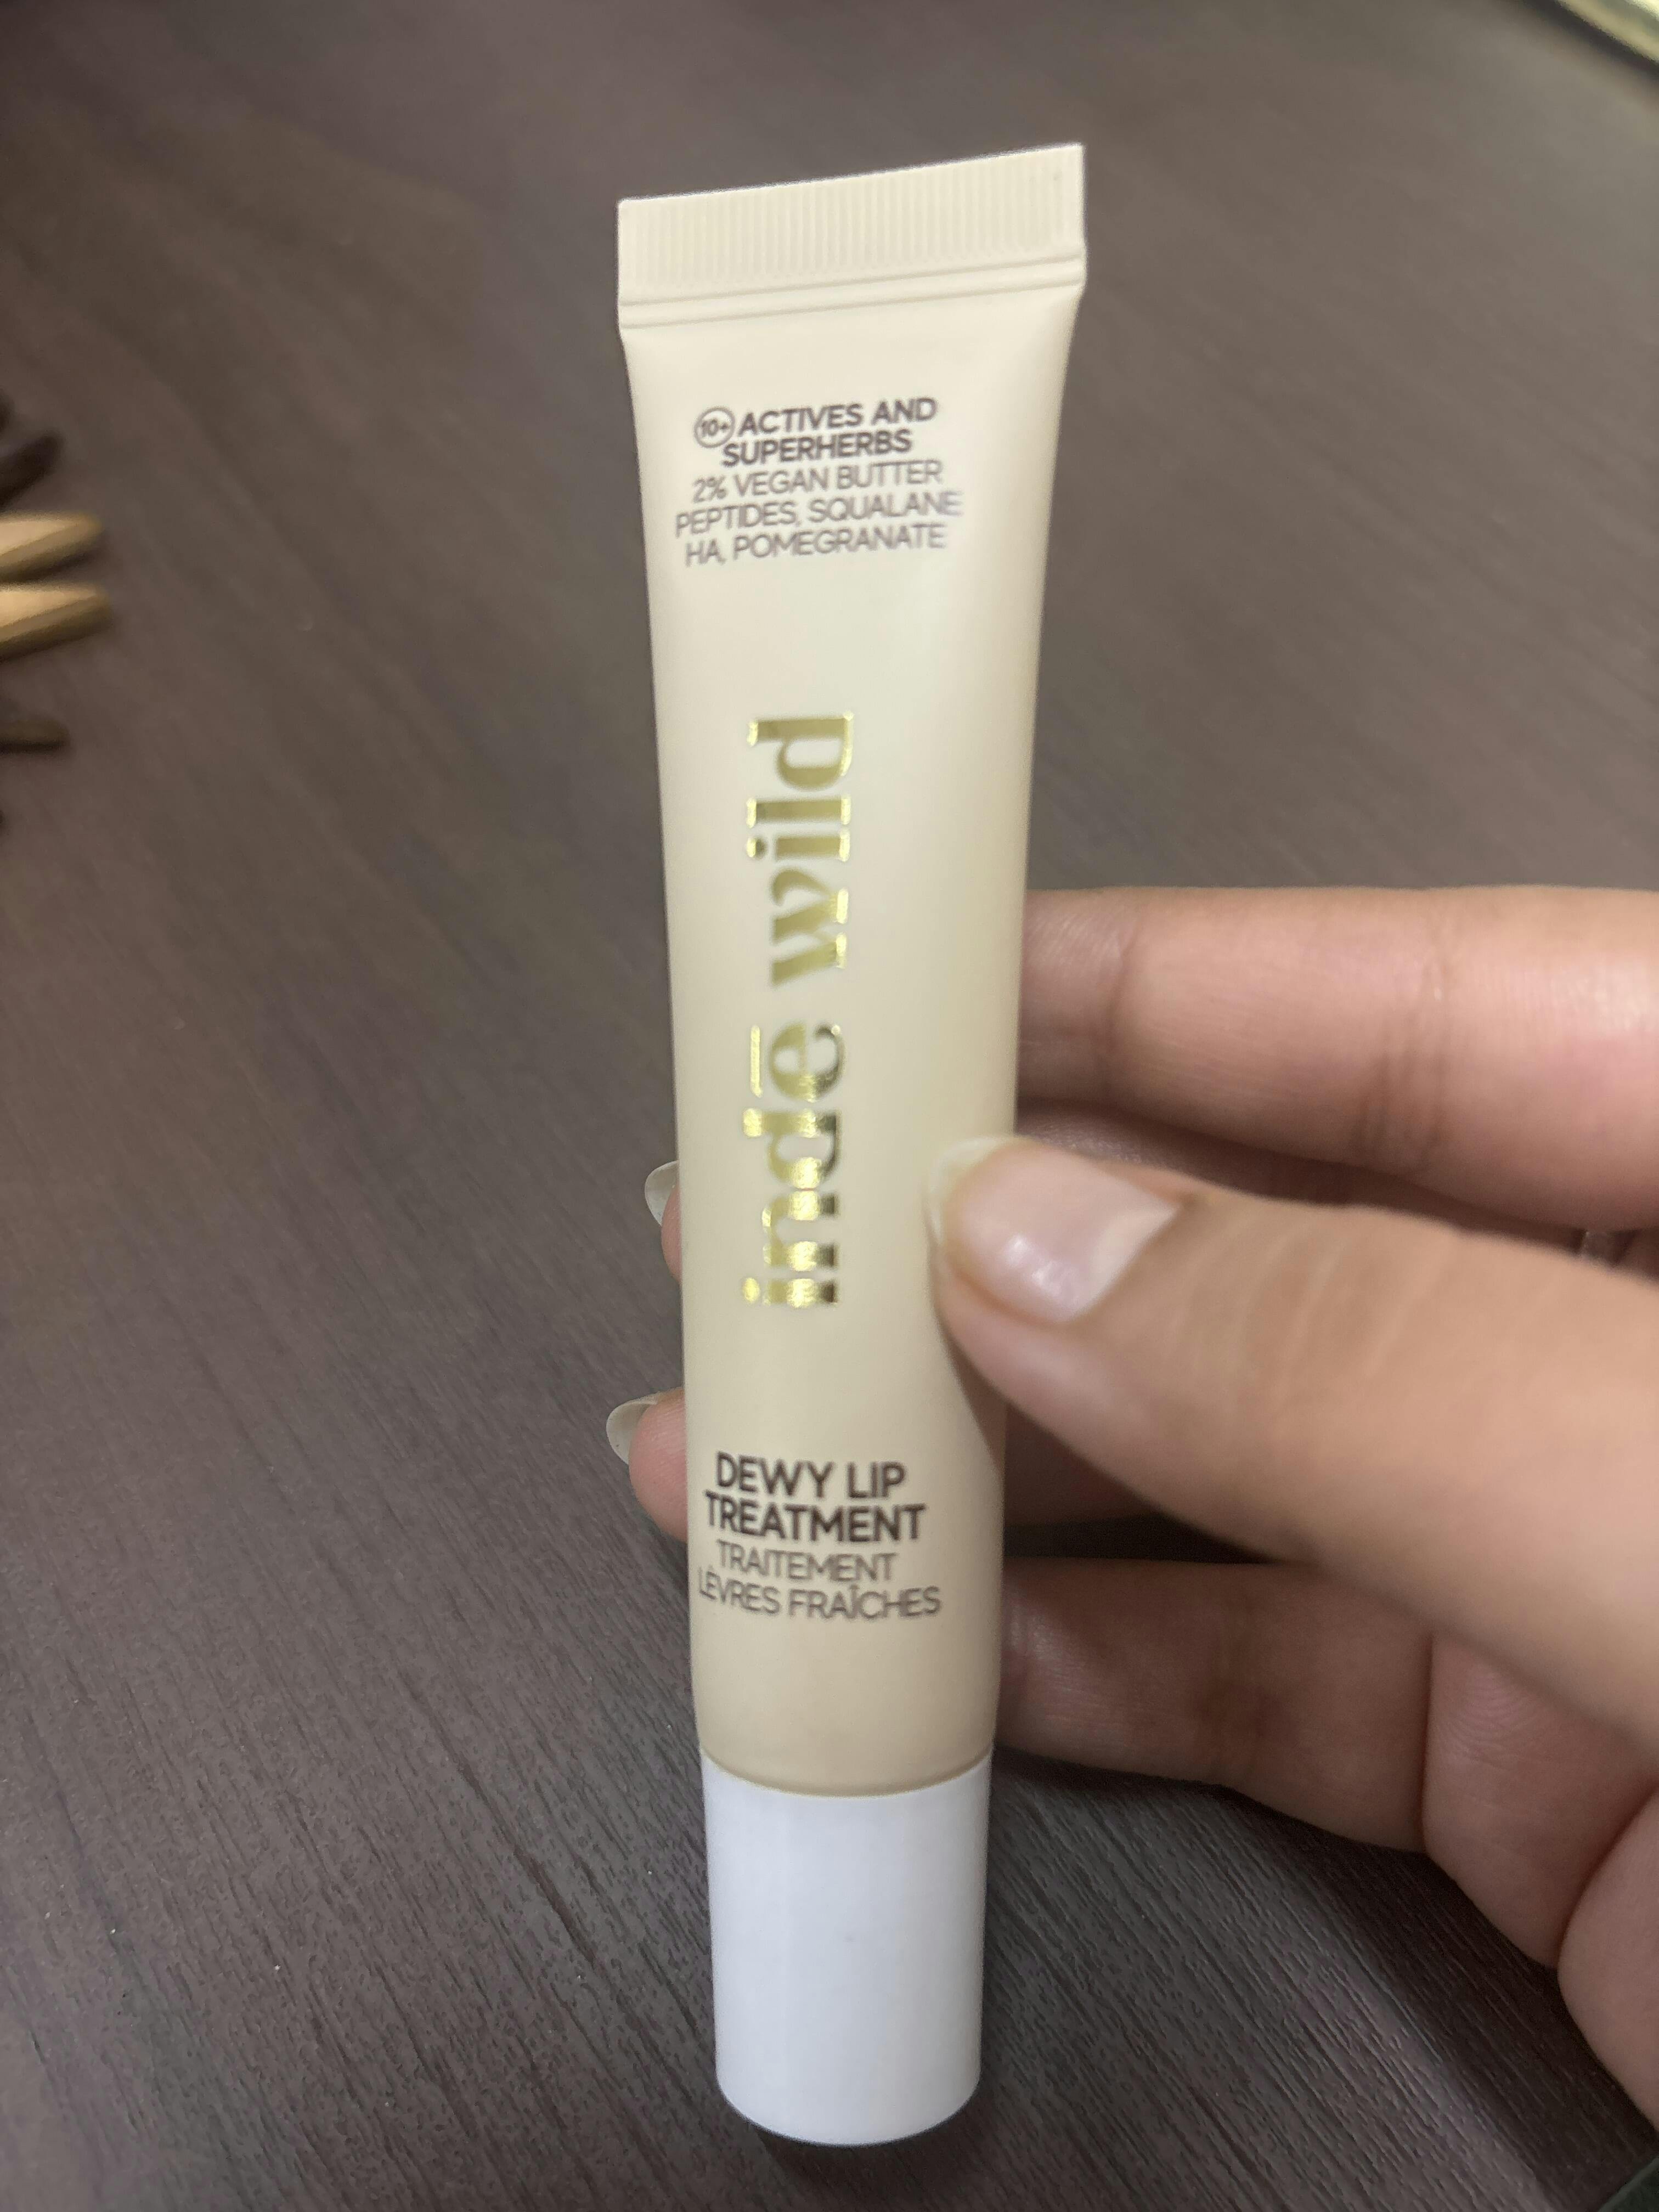 10+ ACTIVES AND
SUPERHERBS
2% VEGAN BUTTER
PEPTIDES, SQUALANE
HA, POMEGRANATE
indē wild
DEWY LIP
TREATMENT
TRAITEMENT
LÈVRES FRAÎCHES